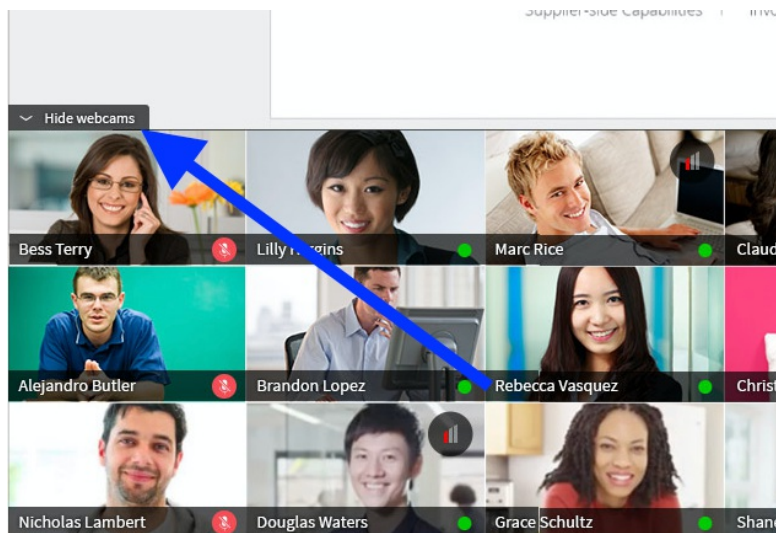 Supplier-side Capabilities
Hide webcams
Bess Terry
Marc Rice
Alejandro Butler
Brandon Lopez
Rebecca Vasquez
Nicholas Lambert
Douglas Waters
Grace Schultz